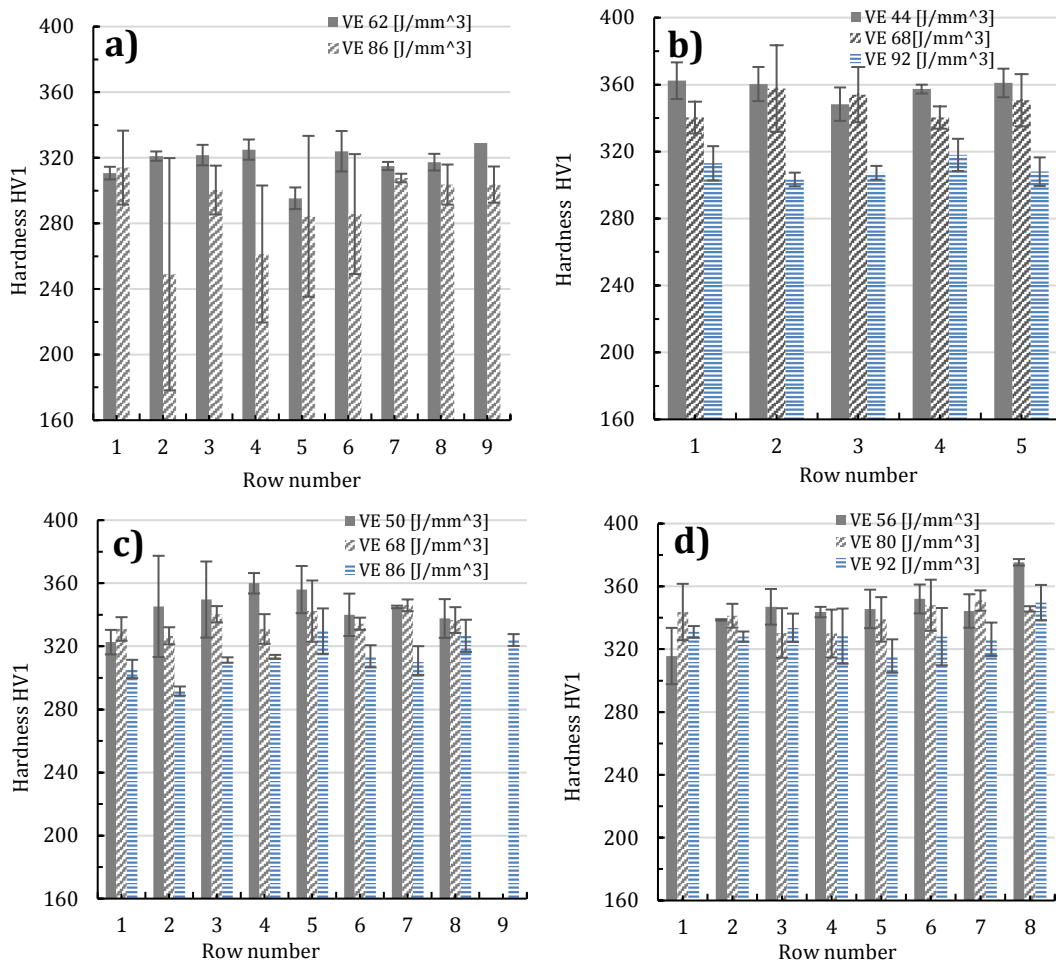 a)
VE 62 [J/mm^3]
VE 86 [J/mm^3]
Hardness HV1
400
360
320
280
240
200
160
1 2 3 4 5 6 7 8 9
Row number
b)
VE 44 [J/mm^3]
VE 68[J/mm^3]
VE 92 [J/mm^3]
Hardness HV1
400
360
320
280
240
200
160
1 2 3 4 5
Row number
c)
VE 50 [J/mm^3]
VE 68 [J/mm^3]
VE 86 [J/mm^3]
Hardness HV1
400
360
320
280
240
200
160
1 2 3 4 5 6 7 8 9
Row number
d)
VE 56 [J/mm^3]
VE 80 [J/mm^3]
VE 92 [J/mm^3]
Hardness HV1
400
360
320
280
240
200
160
1 2 3 4 5 6 7 8
Row number